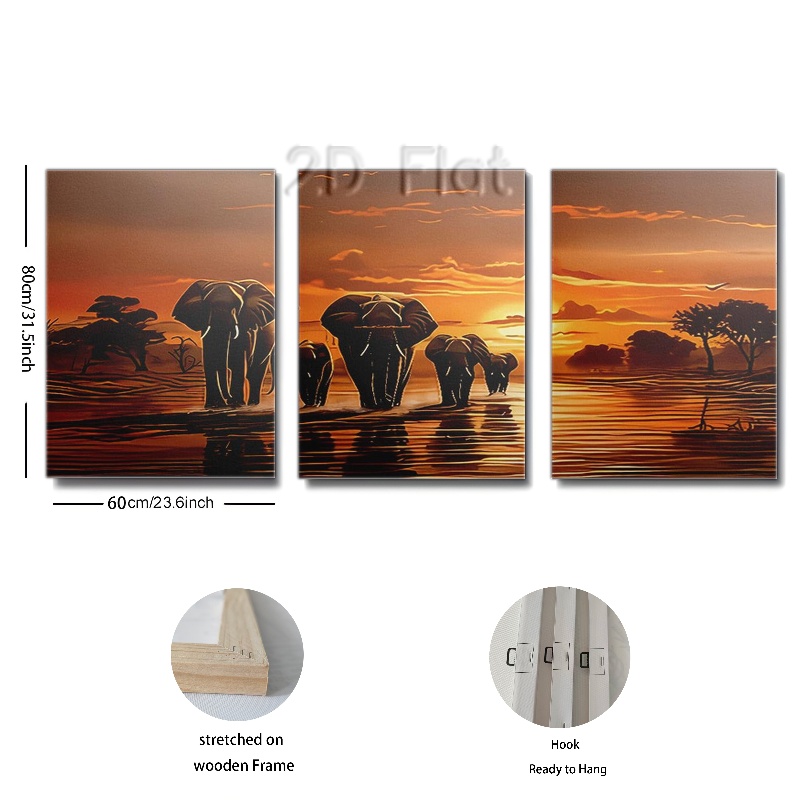 2D Flat
80cm/31.5inch
60cm/23.6inch
stretched on
wooden Frame
Hook
Ready to Hang